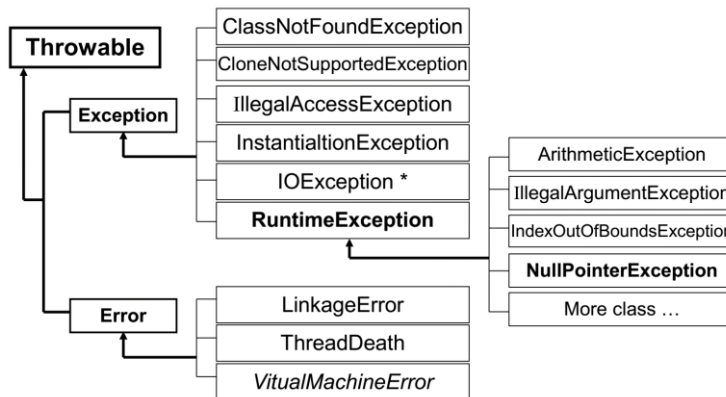 Throwable
Exception
ClassNotFoundException
CloneNotSupportedException
IllegalAccessException
InstantialtionException
IOException *
RuntimeException
ArithmeticException
IllegalArgumentException
IndexOutOfBoundsException
NullPointerException
More class ...
Error
LinkageError
ThreadDeath
VitualMachineError